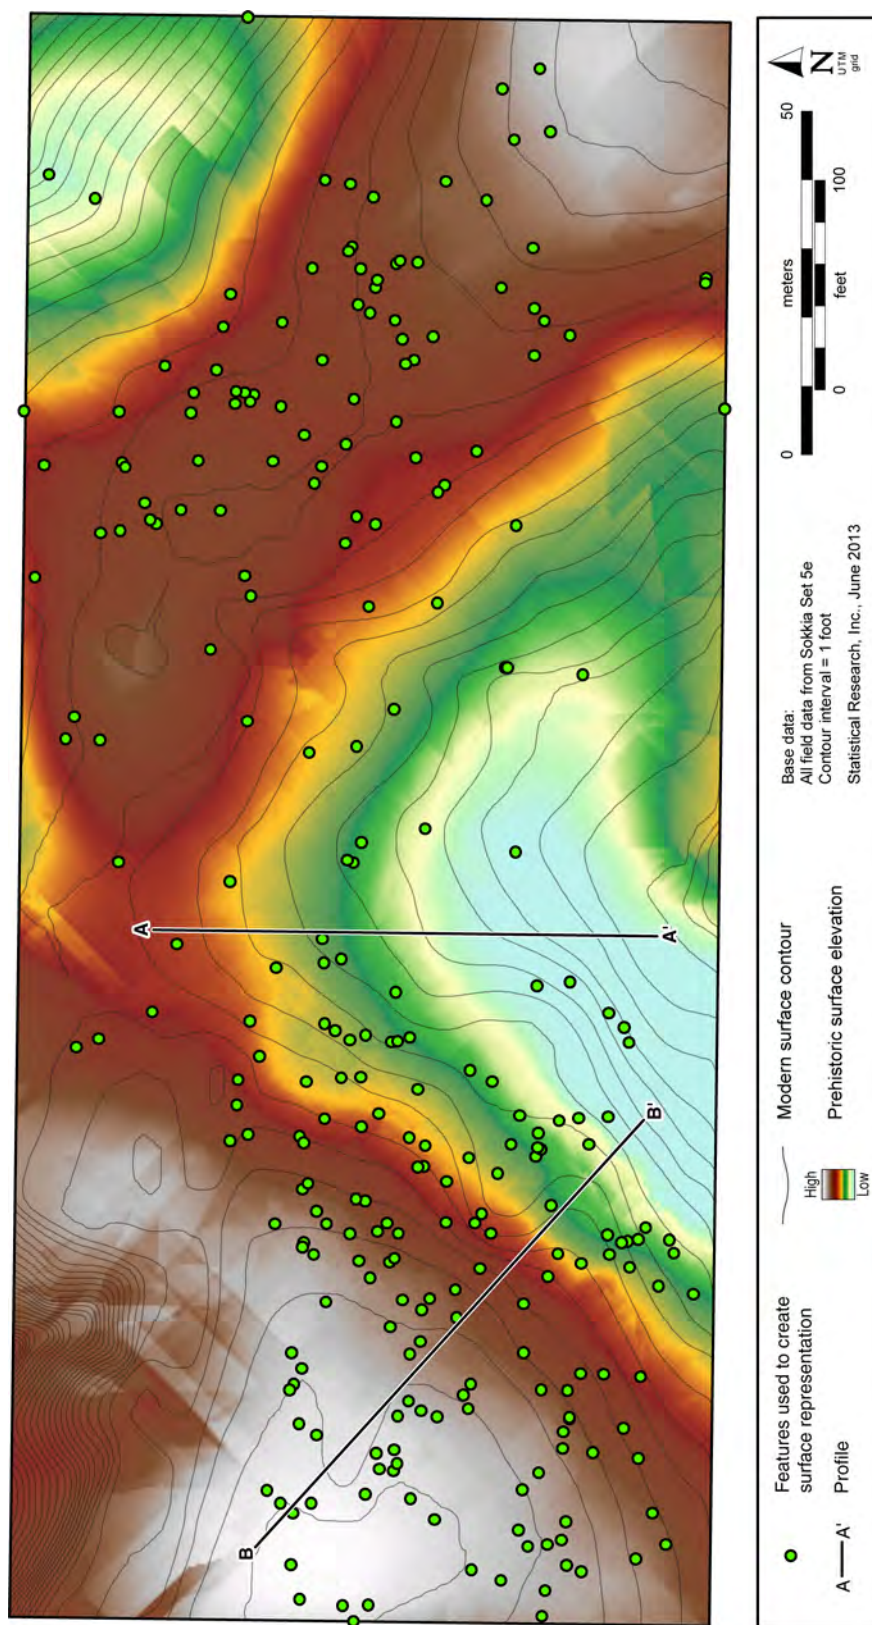 A
A'
B
B'
Features used to create
surface representation
A A' Profile
Modern surface contour
High
Low
Prehistoric surface elevation
Base data:
All field data from Sokkia Set 5e
Contour interval = 1 foot
Statistical Research, Inc., June 2013
0 50
meters
0 100
feet
N
UTM
grid